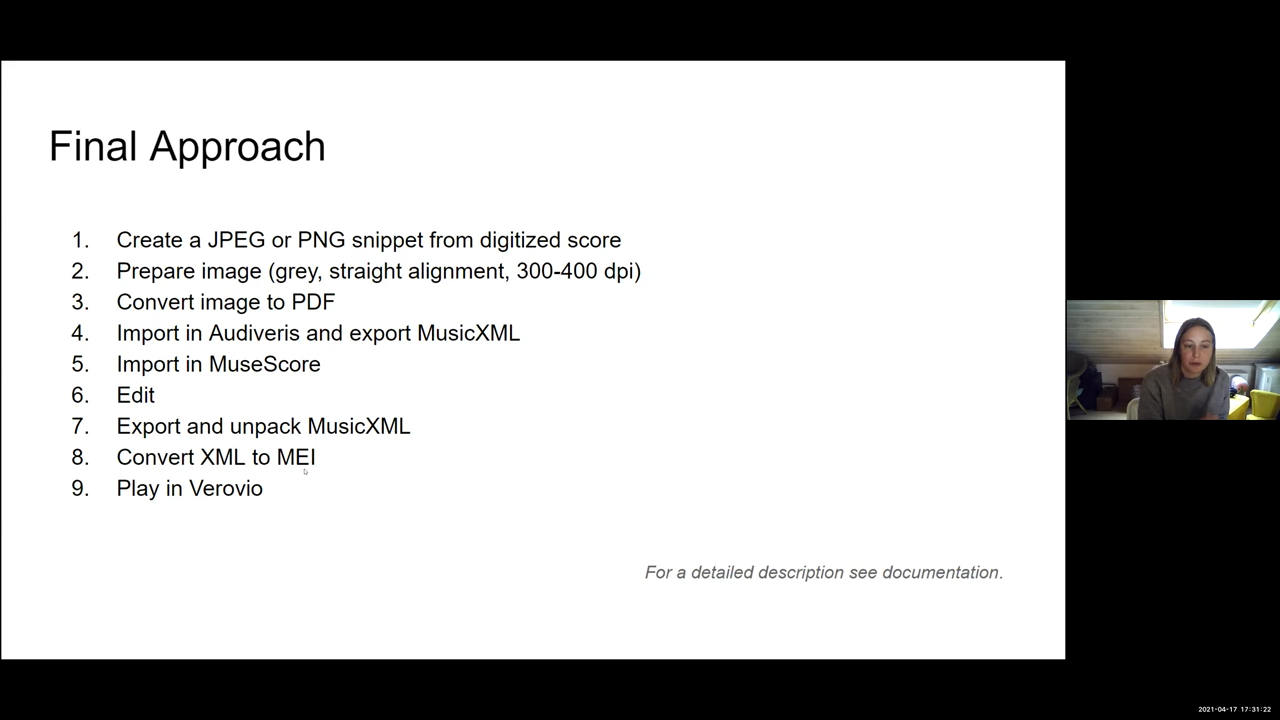 Final Approach
1. Create a JPEG or PNG snippet from digitized score
2. Prepare image (grey, straight alignment, 300-400 dpi)
3. Convert image to PDF
4. Import in Audiveris and export MusicXML
5. Import in MuseScore
6. Edit
7. Export and unpack MusicXML
8. Convert XML to MEI
9. Play in Verovio
For a detailed description see documentation.
2021-04-17 17:31:22